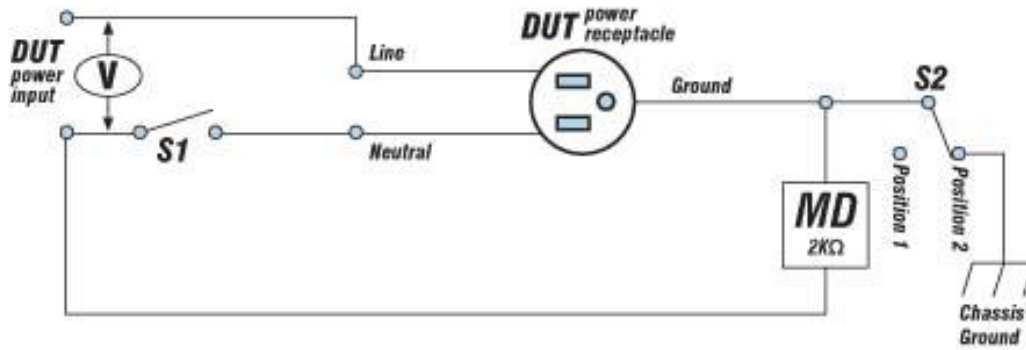 DUT
power
input
V
S1
Line
Neutral
DUT power
receptacle
Ground
S2
MD
2KΩ
Position 1
Position 2
Chassis
Ground